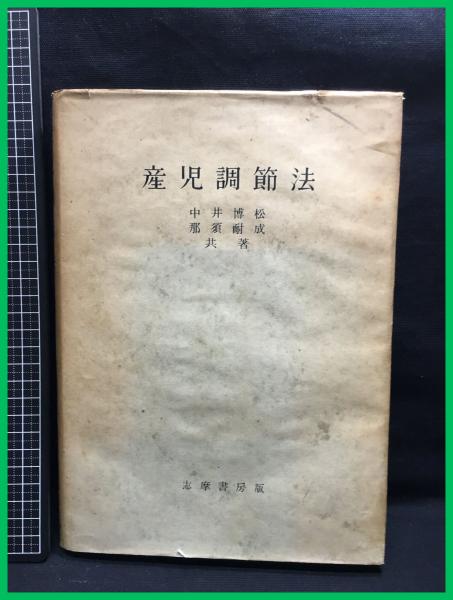 産児調節法
中井博松
那須耐成
共著
志摩書房版